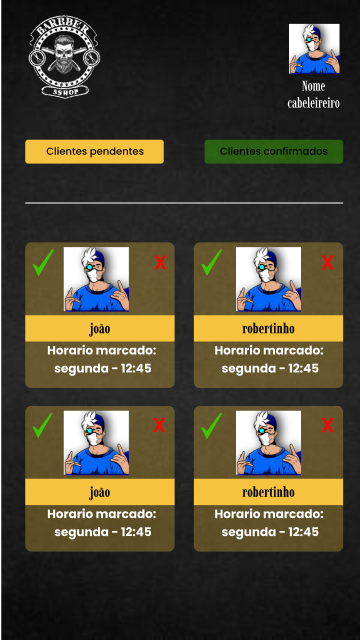 BARBBER
SSHOP
Nome
cabeleireiro
Clientes pendentes
Clientes confirmados
X
X
joão
robertinho
Horario marcado:
segunda - 12:45
Horario marcado:
segunda - 12:45
X
X
joão
robertinho
Horario marcado:
segunda - 12:45
Horario marcado:
segunda - 12:45